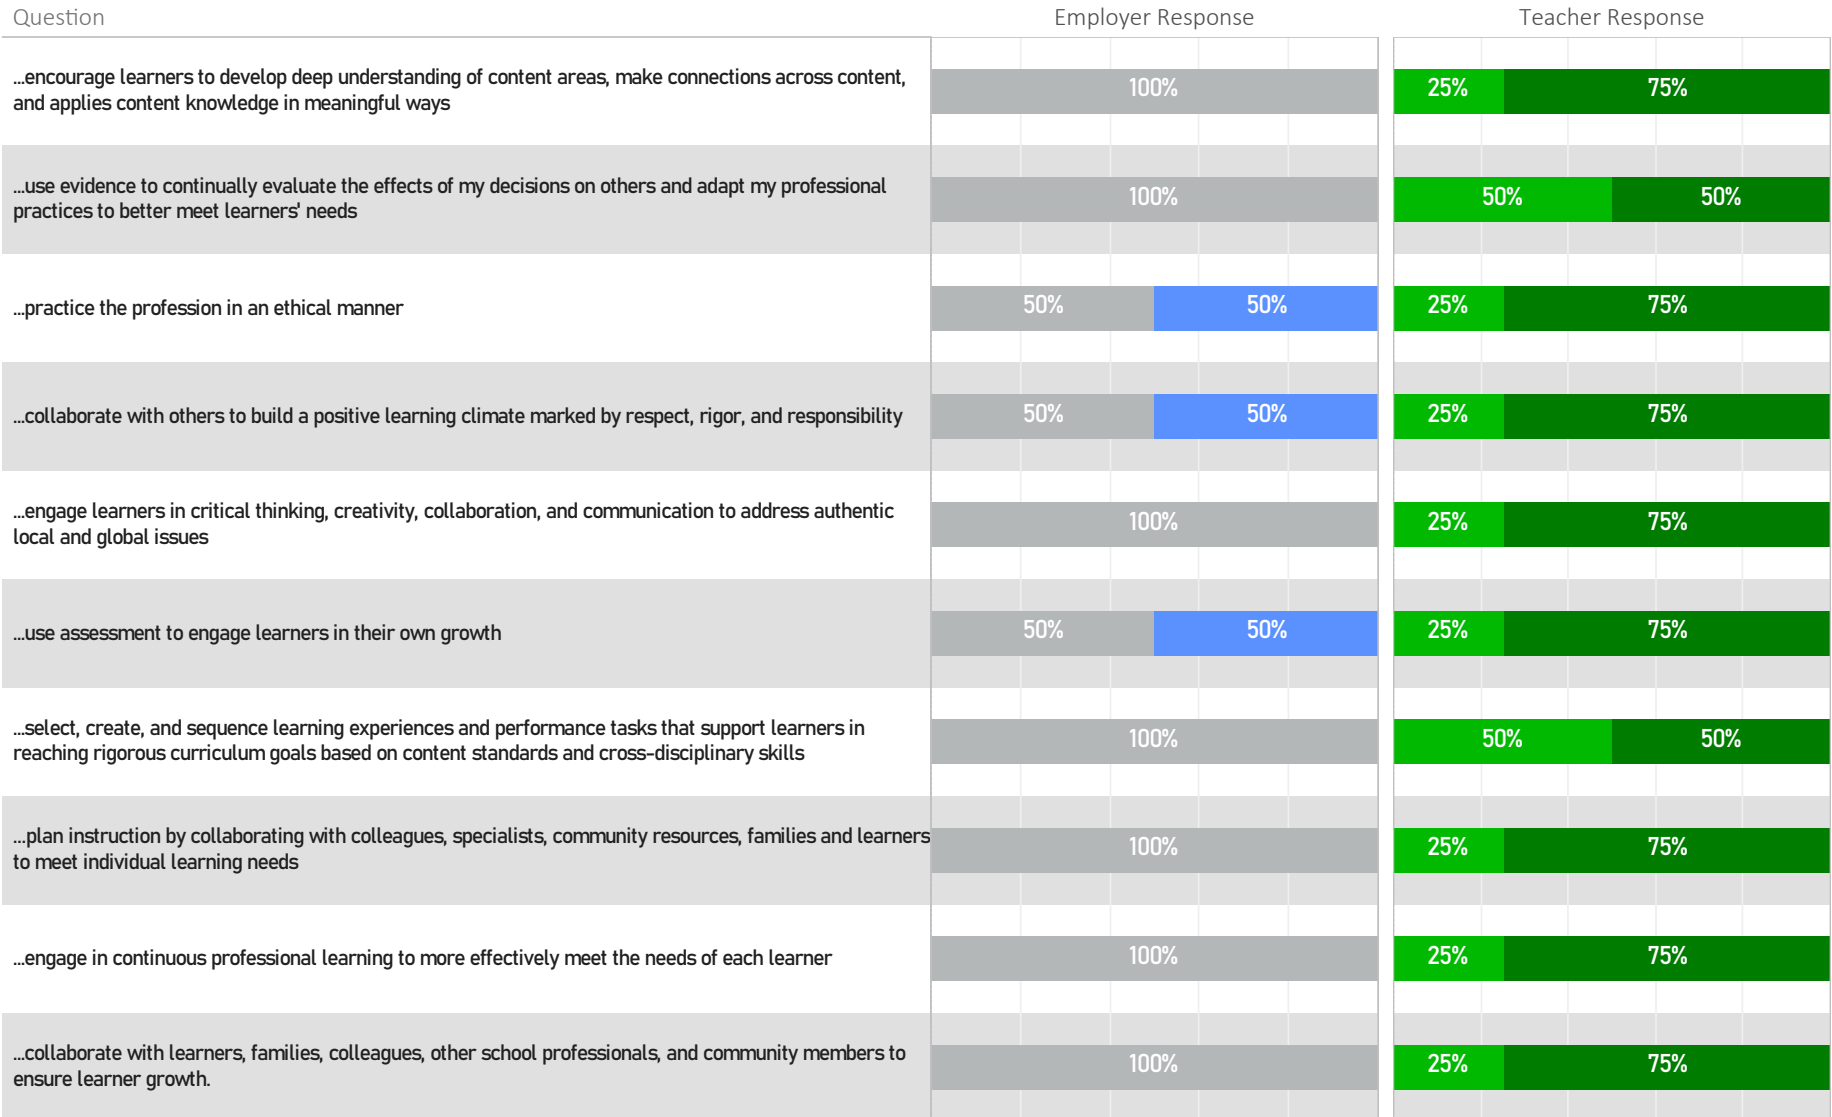 Question Employer Response Teacher Response
...encourage learners to develop deep understanding of content areas, make connections across content,
and applies content knowledge in meaningful ways
100% 25% 75%
...use evidence to continually evaluate the effects of my decisions on others and adapt my professional
practices to better meet learners' needs
100% 50% 50%
...practice the profession in an ethical manner
50% 50% 25% 75%
...collaborate with others to build a positive learning climate marked by respect, rigor, and responsibility
50% 50% 25% 75%
...engage learners in critical thinking, creativity, collaboration, and communication to address authentic
local and global issues
100% 25% 75%
...use assessment to engage learners in their own growth
50% 50% 25% 75%
...select, create, and sequence learning experiences and performance tasks that support learners in
reaching rigorous curriculum goals based on content standards and cross-disciplinary skills
100% 50% 50%
...plan instruction by collaborating with colleagues, specialists, community resources, families and learners
to meet individual learning needs
100% 25% 75%
...engage in continuous professional learning to more effectively meet the needs of each learner
100% 25% 75%
...collaborate with learners, families, colleagues, other school professionals, and community members to
ensure learner growth.
100% 25% 75%